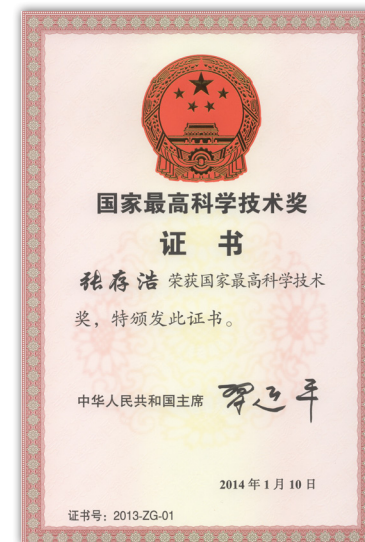 国家最高科学技术奖
证 书
张存浩 荣获国家最高科学技术
奖，特颁发此证书。
中华人民共和国主席 习近平
2014 年 1 月 10 日
证书号：2013-ZG-01